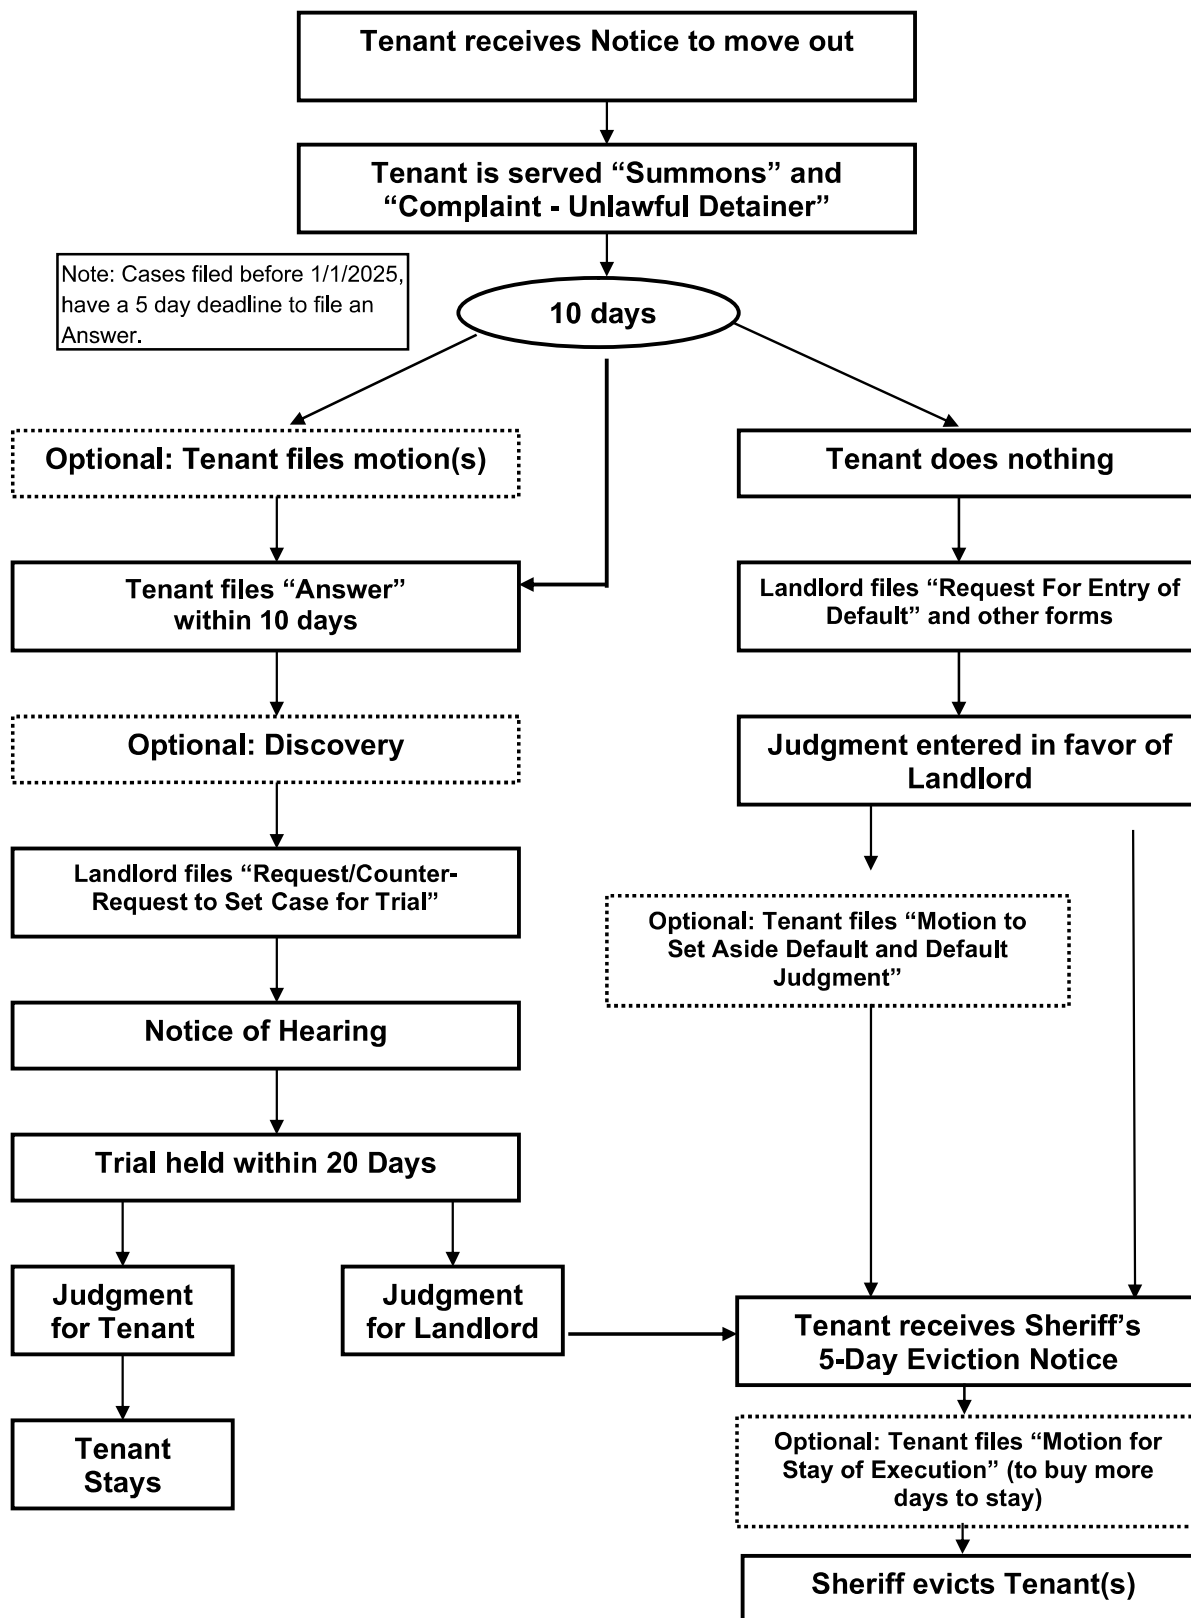 Tenant receives Notice to move out
Tenant is served “Summons” and
“Complaint - Unlawful Detainer”
Note: Cases filed before 1/1/2025,
have a 5 day deadline to file an
Answer.
10 days
Optional: Tenant files motion(s)
Tenant does nothing
Tenant files “Answer”
within 10 days
Landlord files “Request For Entry of
Default” and other forms
Optional: Discovery
Judgment entered in favor of
Landlord
Landlord files “Request/Counter-
Request to Set Case for Trial”
Optional: Tenant files “Motion to
Set Aside Default and Default
Judgment”
Notice of Hearing
Trial held within 20 Days
Judgment
for Tenant
Judgment
for Landlord
Tenant receives Sheriff’s
5-Day Eviction Notice
Tenant
Stays
Optional: Tenant files “Motion for
Stay of Execution” (to buy more
days to stay)
Sheriff evicts Tenant(s)